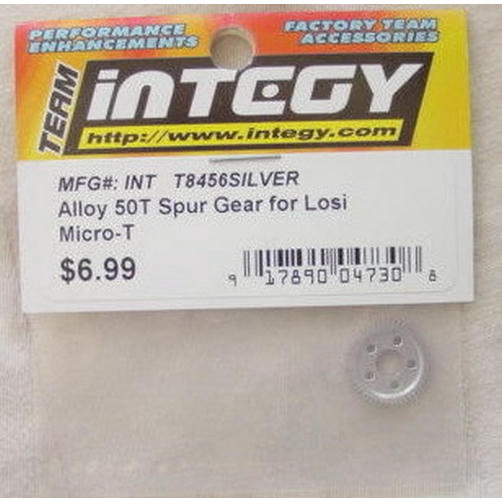 PERFORMANCE ENHANCEMENTS
FACTORY TEAM ACCESSORIES
TEAM
iNTEGY
http://www.integy.com
MFG#: INT T8456SILVER
Alloy 50T Spur Gear for Losi
Micro-T
$6.99
9 17890 04730 8